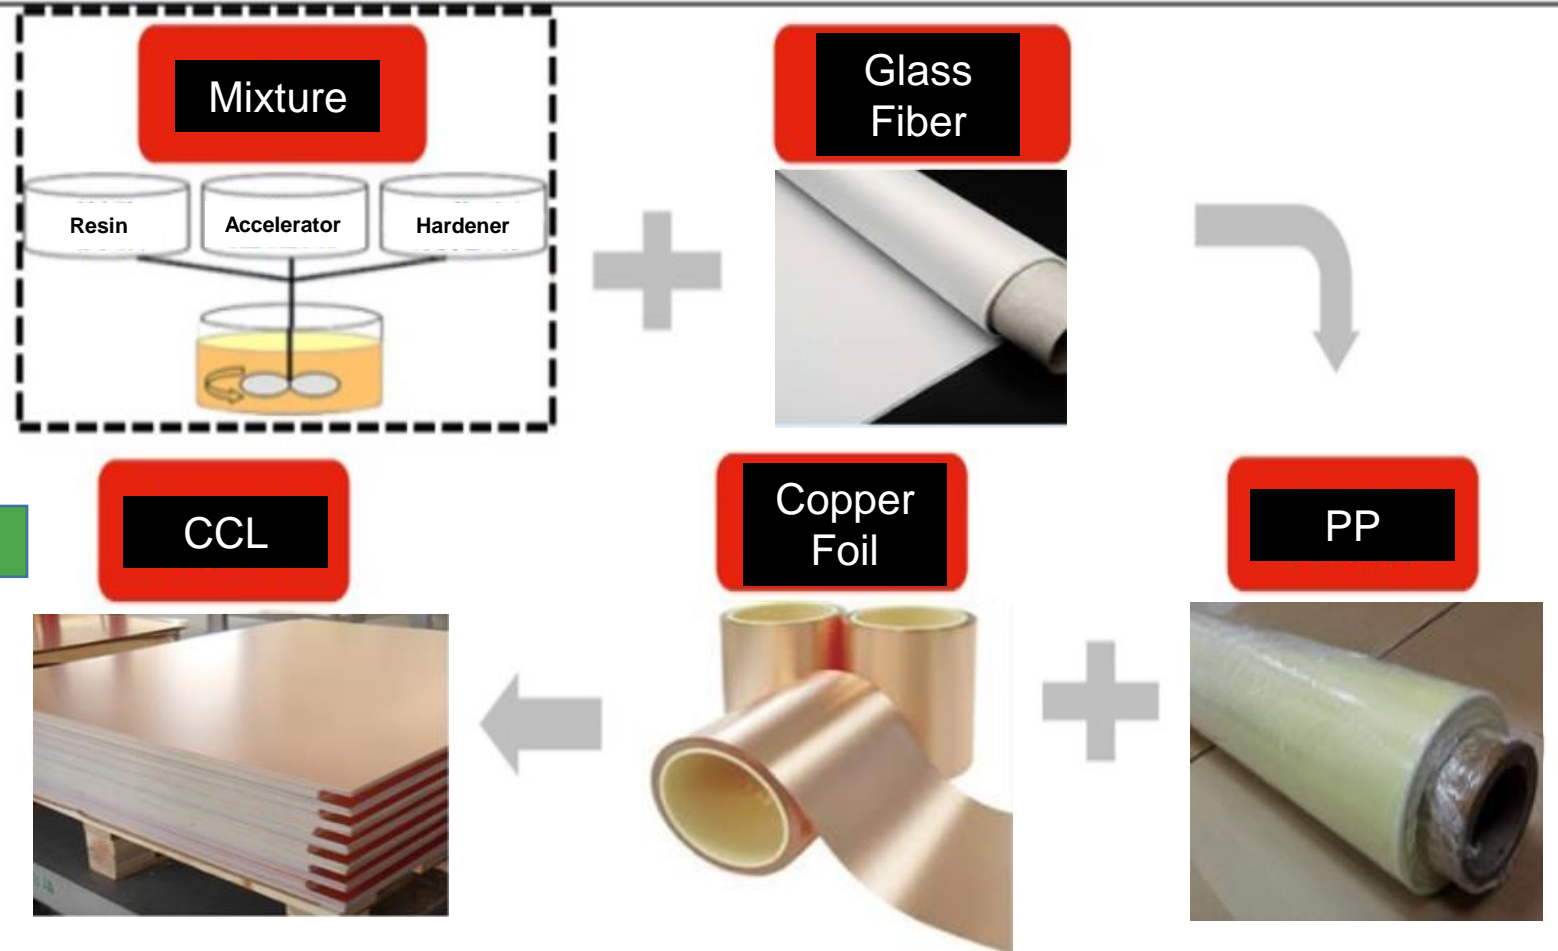 Mixture
Glass
Fiber
Resin
Accelerator
Hardener
CCL
Copper
Foil
PP